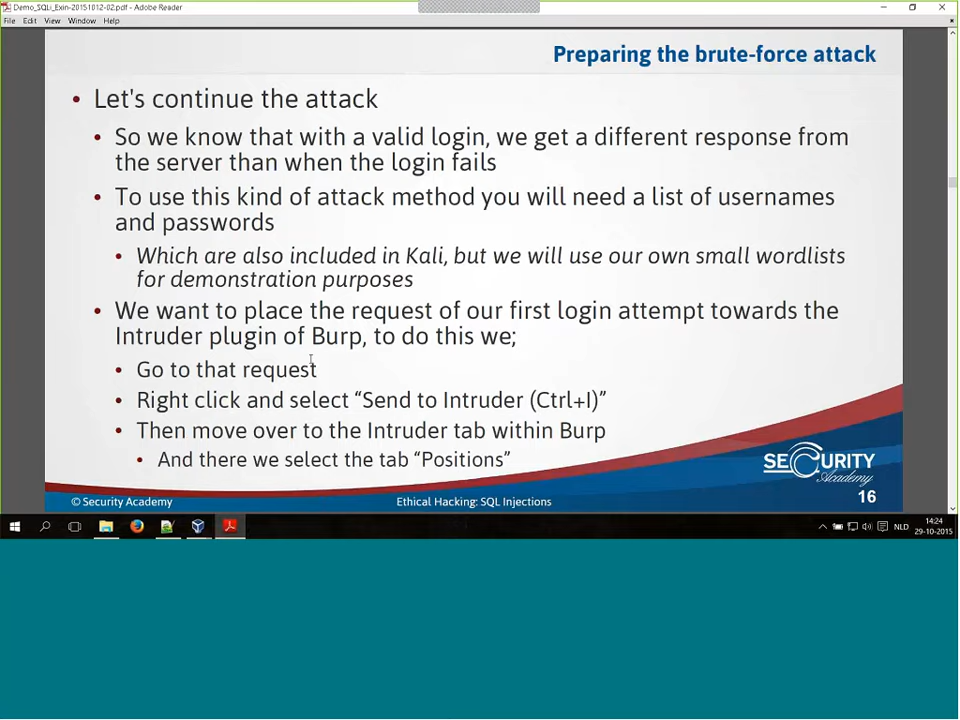 Demo_SQLi_Exin-20151012-02.pdf - Adobe Reader
File Edit View Window Help
Preparing the brute-force attack
• Let's continue the attack
• So we know that with a valid login, we get a different response from
the server than when the login fails
• To use this kind of attack method you will need a list of usernames
and passwords
• Which are also included in Kali, but we will use our own small wordlists
for demonstration purposes
• We want to place the request of our first login attempt towards the
Intruder plugin of Burp, to do this we;
• Go to that request
• Right click and select “Send to Intruder (Ctrl+I)”
• Then move over to the Intruder tab within Burp
• And there we select the tab “Positions”
SECURITY
Academy
© Security Academy
Ethical Hacking: SQL Injections
16
NLD
14:24
29-10-2015